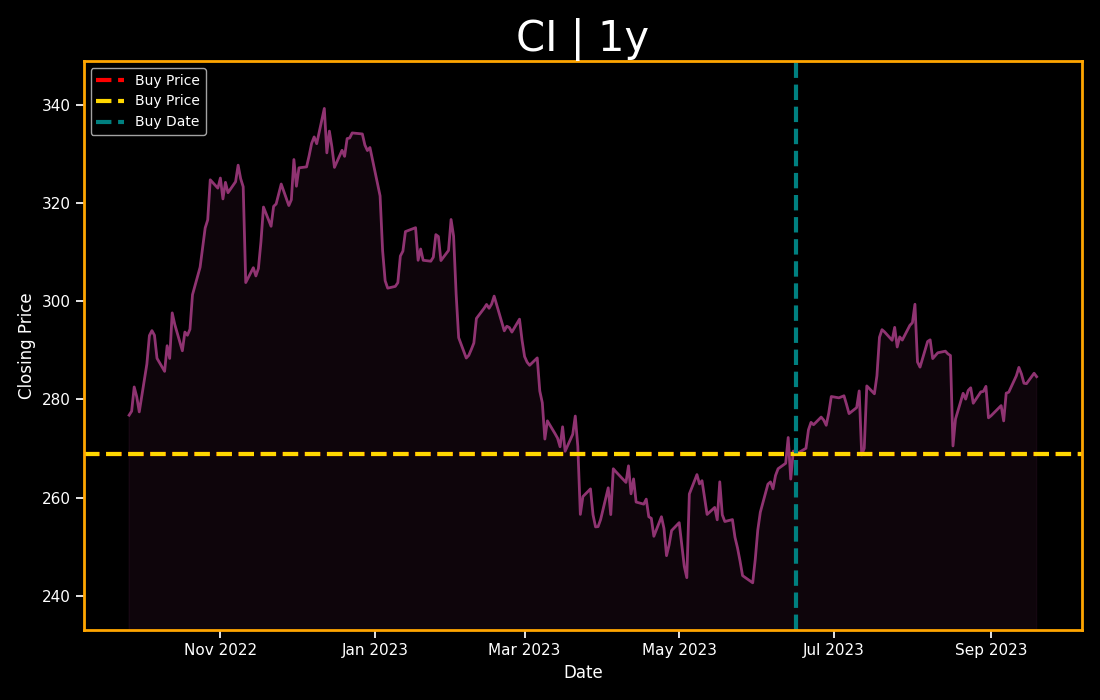 CI | 1y
Buy Price
Buy Price
Buy Date
340
320
300
280
260
240
Closing Price
Nov 2022
Jan 2023
Mar 2023
May 2023
Jul 2023
Sep 2023
Date